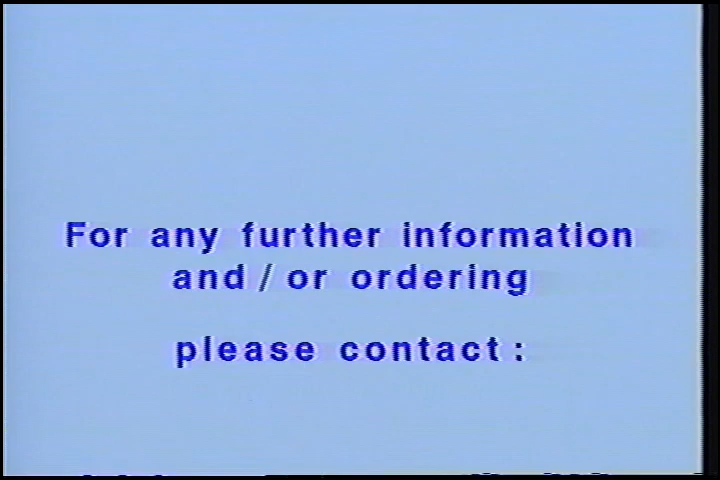 For any further information
and / or ordering
please contact :